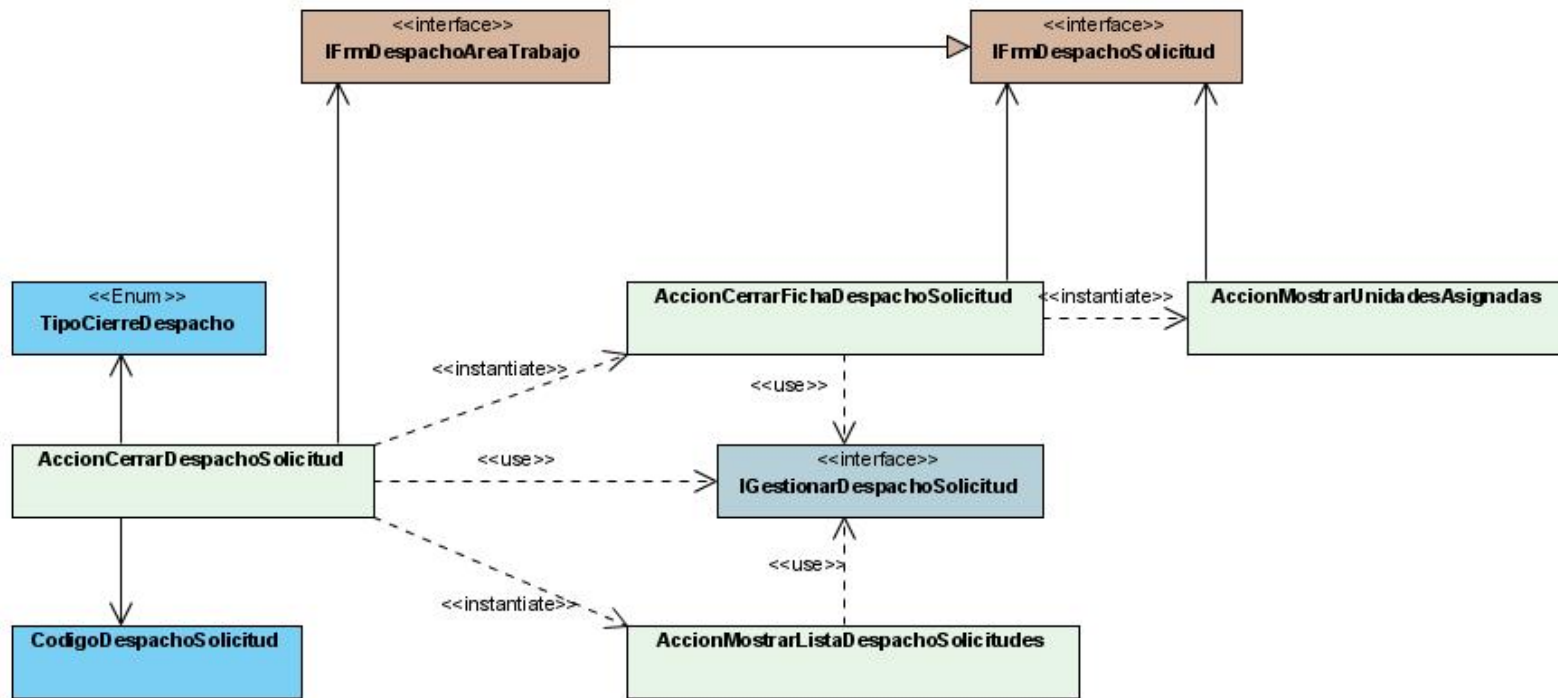 <<interface>>
IFrmDespachoAreaTrabajo
<<interface>>
IFrmDespachoSolicitud
<<Enum>>
TipoCierreDespacho
AccionCerrarFichaDespachoSolicitud
<<instantiate>>
AccionMostrarUnidadesAsignadas
<<instantiate>>
<<use>>
AccionCerrarDespachoSolicitud
<<use>>
<<interface>>
IGestionarDespachoSolicitud
<<use>>
<<instantiate>>
CodigoDespachoSolicitud
AccionMostrarListaDespachoSolicitudes